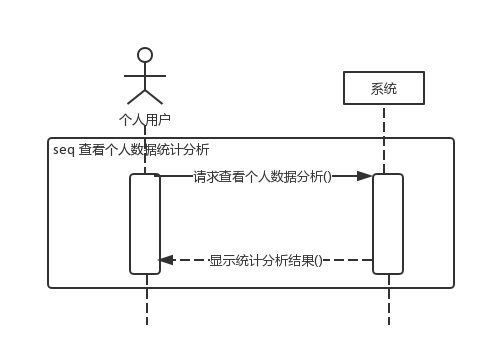 个人用户
系统
seq 查看个人数据统计分析
请求查看个人数据分析()
显示统计分析结果()